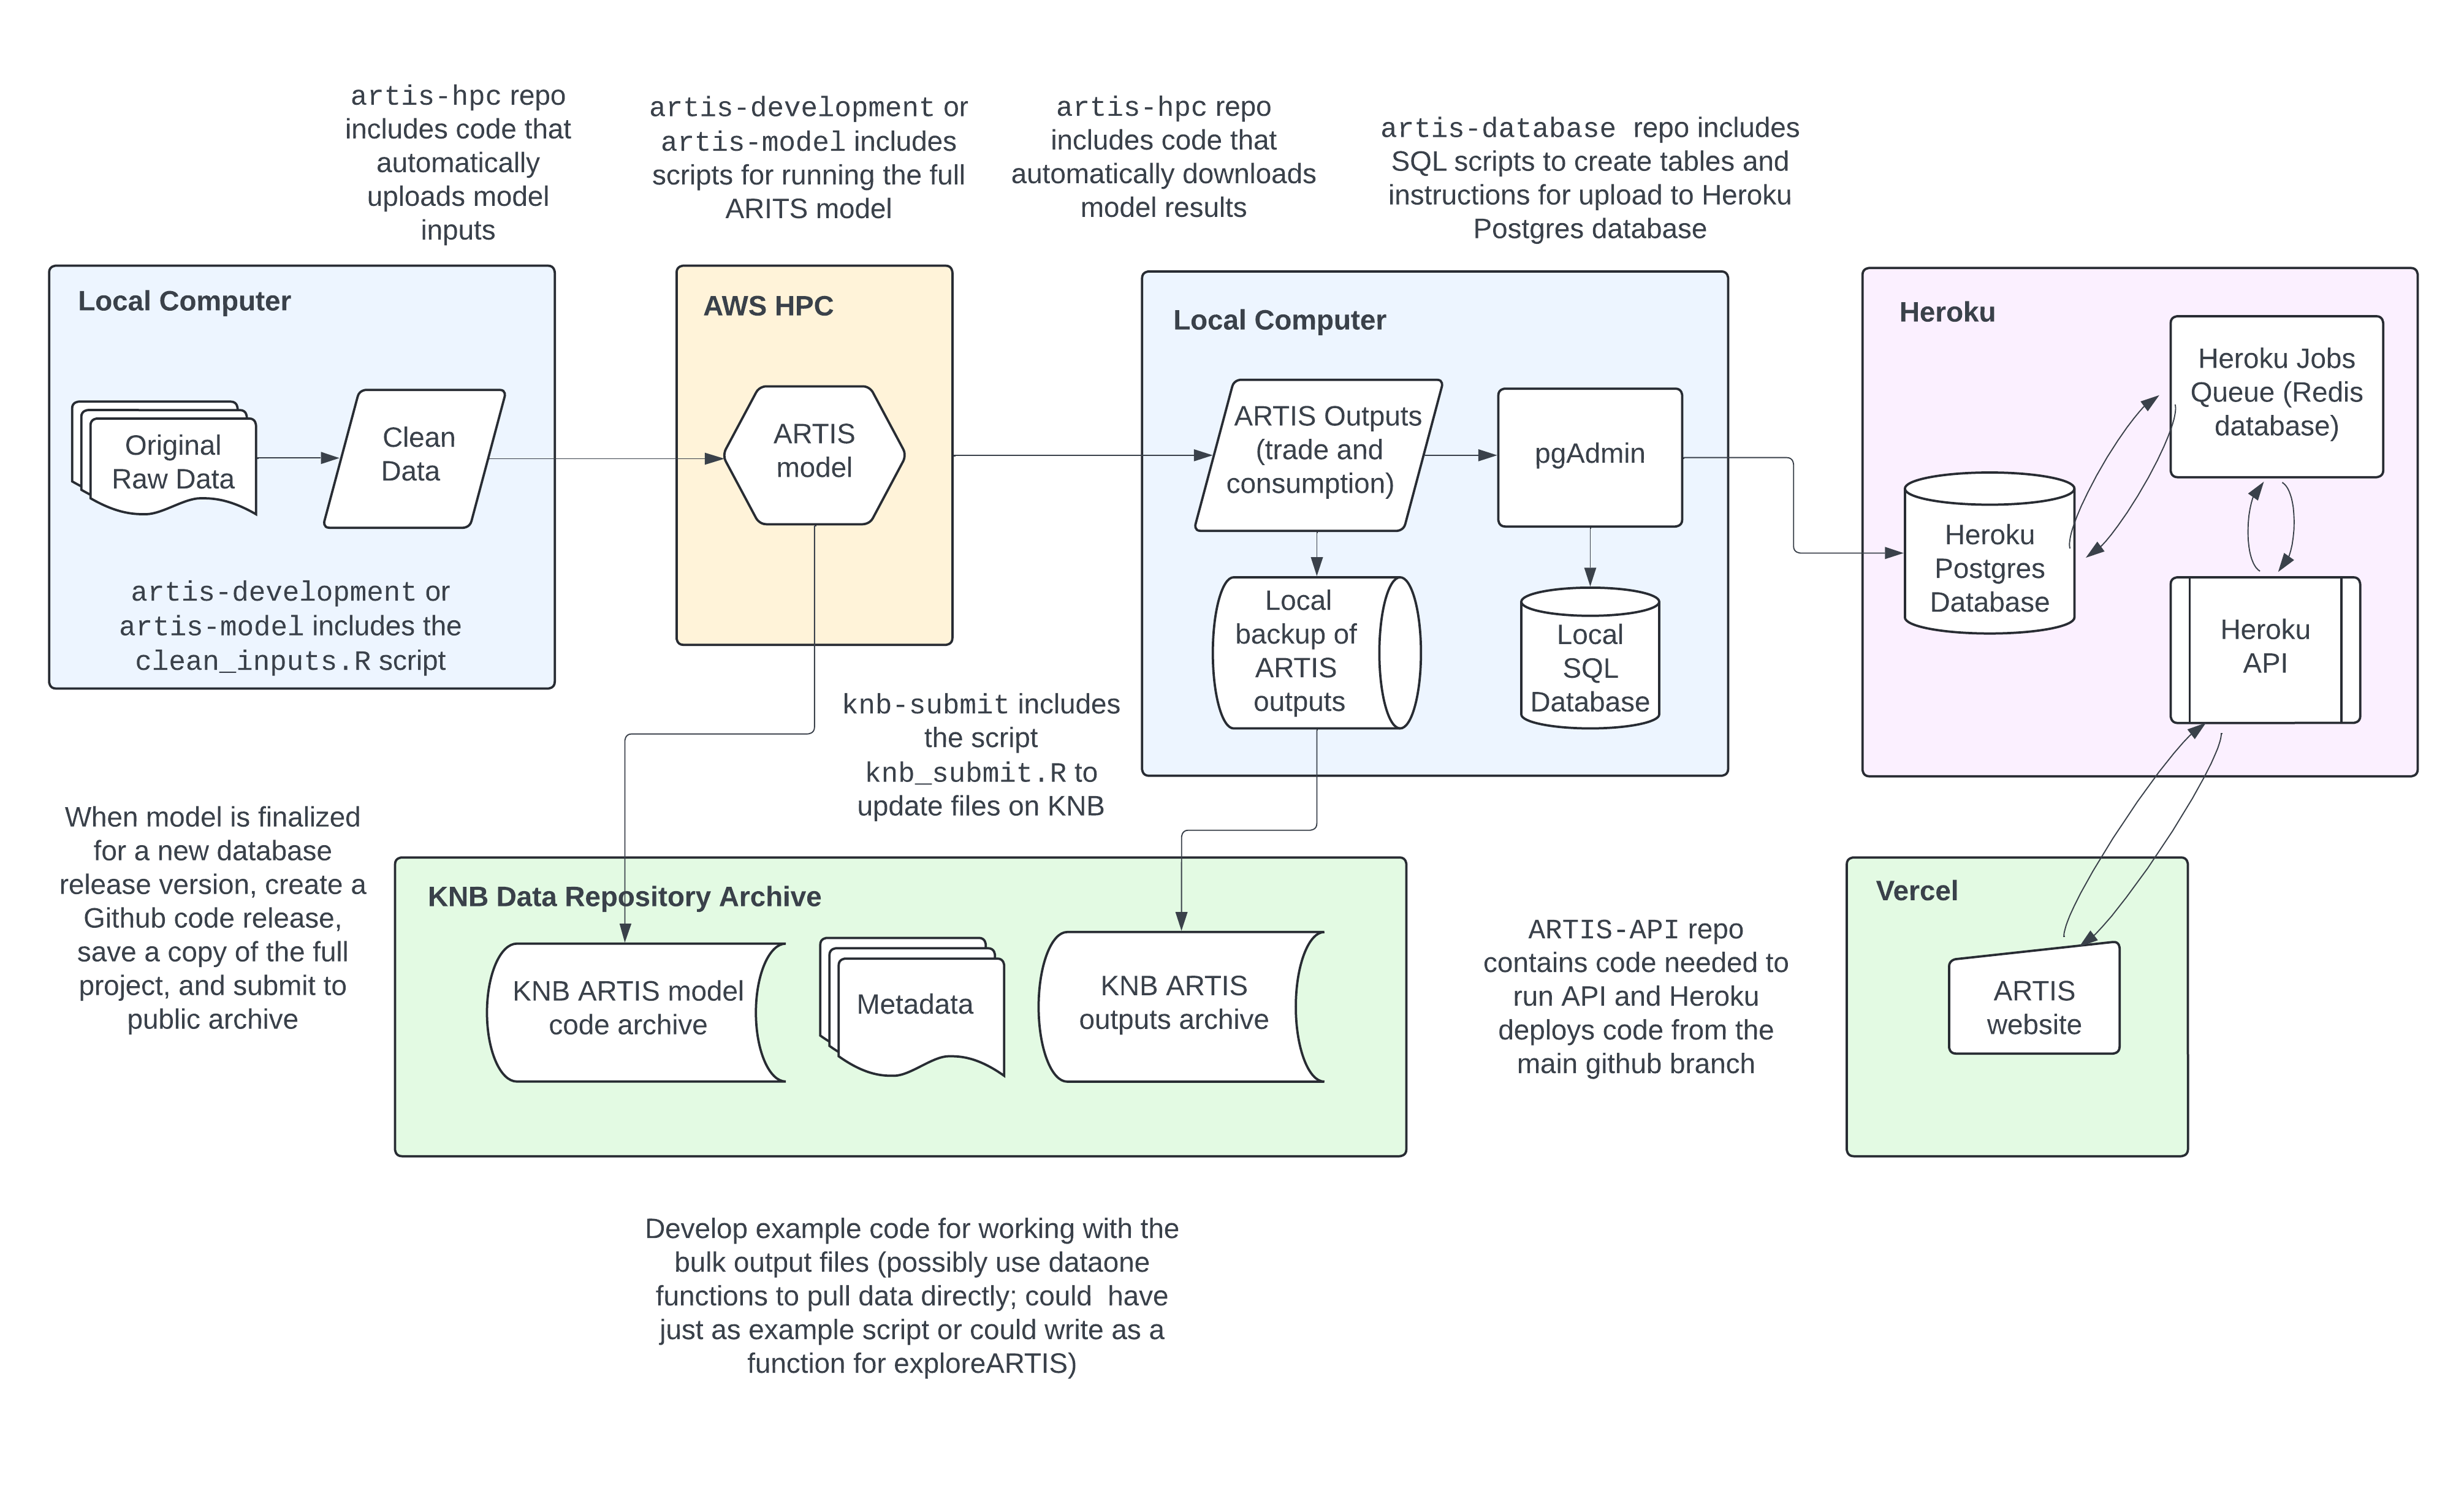 artis-hpc repo
includes code that
automatically
uploads model
inputs
artis-development or
artis-model includes
scripts for running the full
ARITS model
artis-hpc repo
includes code that
automatically downloads
model results
artis-database repo includes
SQL scripts to create tables and
instructions for upload to Heroku
Postgres database
Local Computer
Original
Raw Data
Clean
Data
artis-development or
artis-model includes the
clean_inputs.R script
AWS HPC
ARTIS
model
Local Computer
ARTIS Outputs
(trade and
consumption)
pgAdmin
Local
backup of
ARTIS
outputs
Local
SQL
Database
Heroku
Heroku Jobs
Queue (Redis
database)
Heroku
Postgres
Database
Heroku
API
knb-submit includes
the script
knb_submit.R to
update files on KNB
When model is finalized
for a new database
release version, create a
Github code release,
save a copy of the full
project, and submit to
public archive
KNB Data Repository Archive
KNB ARTIS model
code archive
Metadata
KNB ARTIS
outputs archive
ARTIS-API repo
contains code needed to
run API and Heroku
deploys code from the
main github branch
Vercel
ARTIS
website
Develop example code for working with the
bulk output files (possibly use dataone
functions to pull data directly; could  have
just as example script or could write as a
function for exploreARTIS)